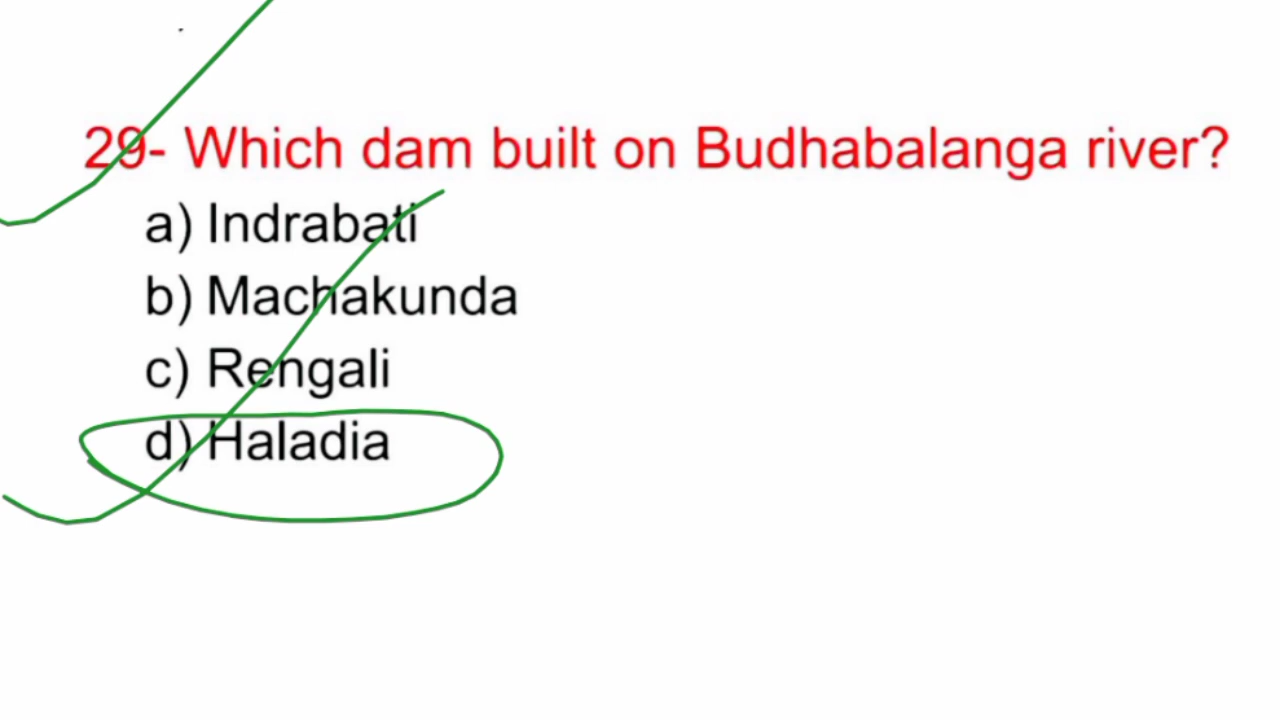 29- Which dam built on Budhabalanga river?
a) Indrabati
b) Machakunda
c) Rengali
d) Haladia